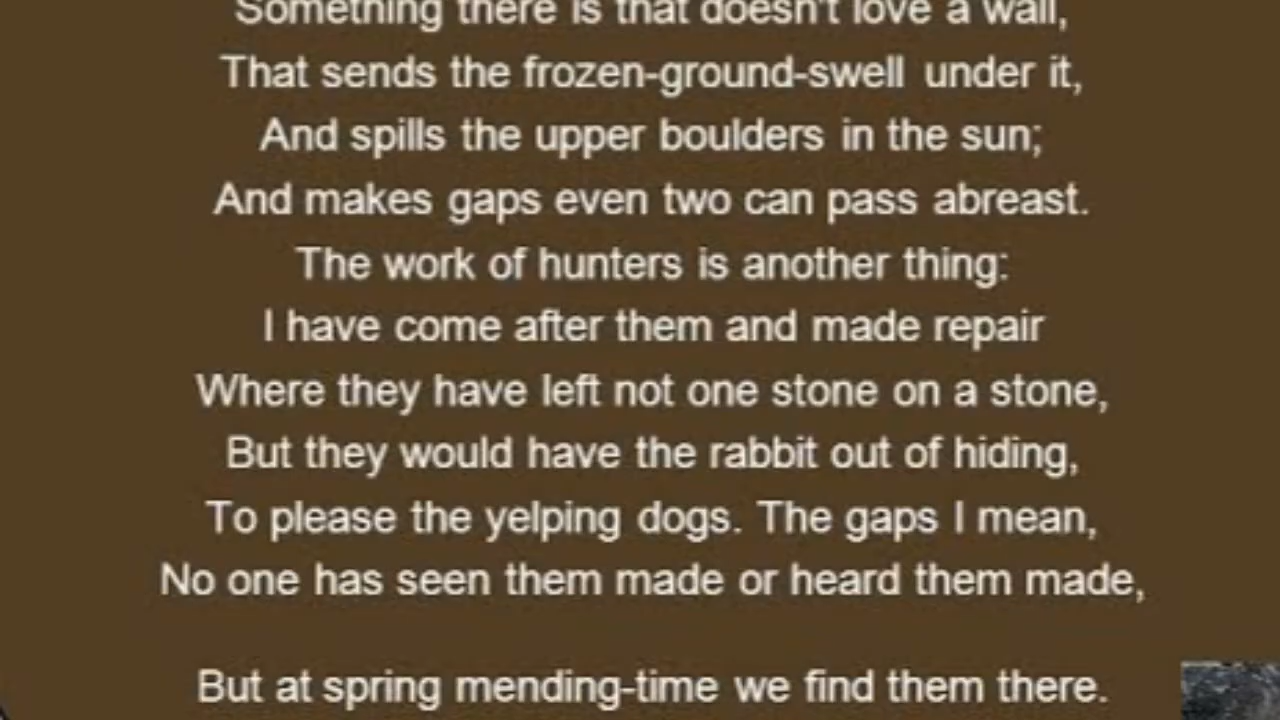 Something there is that doesn't love a wall,
That sends the frozen-ground-swell under it,
And spills the upper boulders in the sun;
And makes gaps even two can pass abreast.
The work of hunters is another thing:
I have come after them and made repair
Where they have left not one stone on a stone,
But they would have the rabbit out of hiding,
To please the yelping dogs. The gaps I mean,
No one has seen them made or heard them made,
But at spring mending-time we find them there.